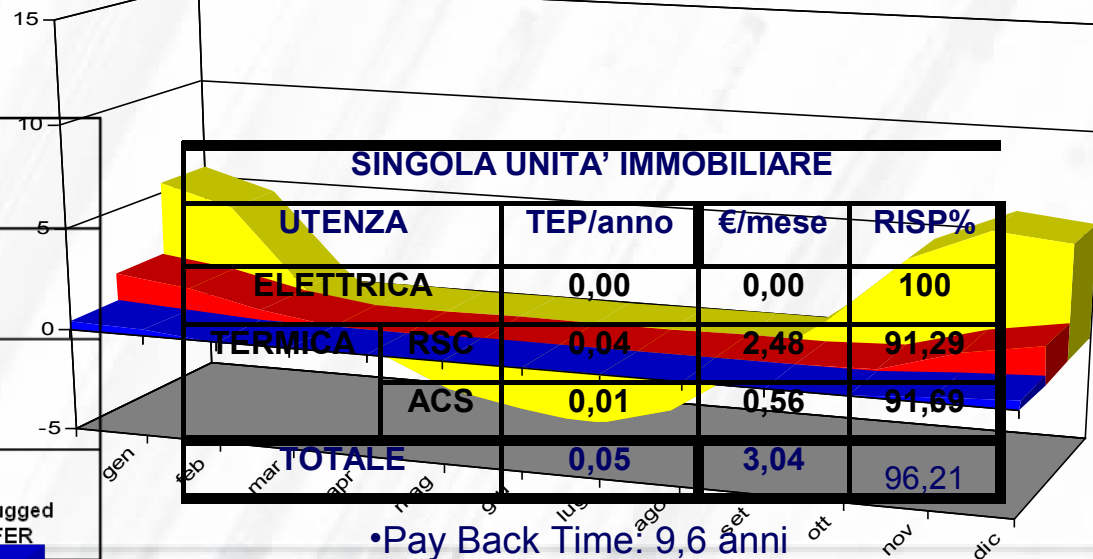 15
10
5
0
-5
SINGOLA UNITA’ IMMOBILIARE
UTENZA TEP/anno €/mese RISP%
ELETTRICA 0,00 0,00 100
TERMICA RSC 0,04 2,48 91,29
ACS 0,01 0,56 91,69
TOTALE 0,05 3,04 96,21
gen feb mar apr mag giu lug ago set ott nov dic
•Pay Back Time: 9,6 anni